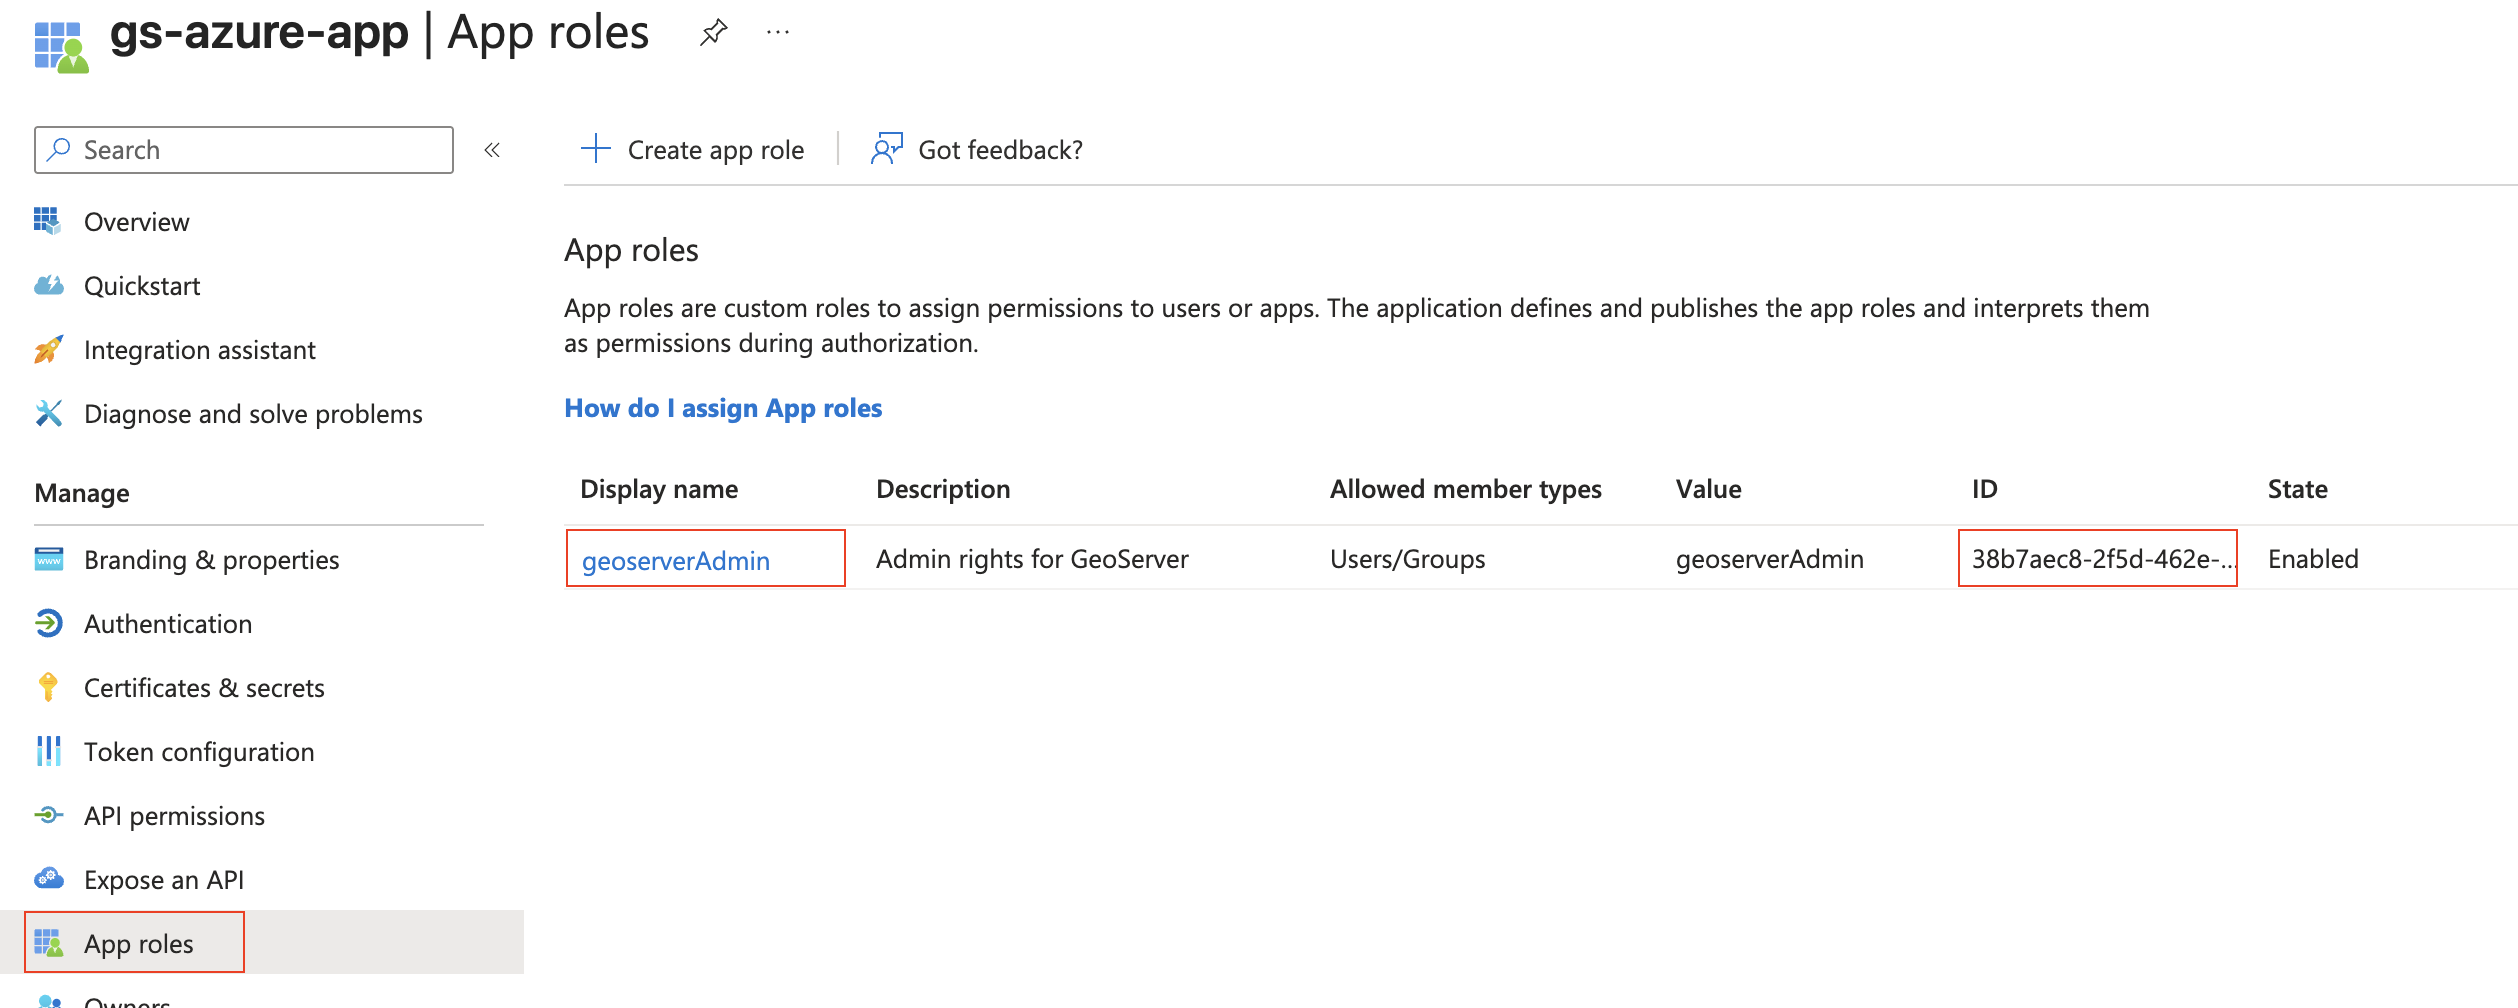 gs-azure-app | App roles
Search
Overview
Quickstart
Integration assistant
Diagnose and solve problems
Manage
Branding & properties
Authentication
Certificates & secrets
Token configuration
API permissions
Expose an API
App roles
Owners
Create app role
Got feedback?
App roles
App roles are custom roles to assign permissions to users or apps. The application defines and publishes the app roles and interprets them
as permissions during authorization.
How do I assign App roles
Display name Description Allowed member types Value ID State
geoserverAdmin Admin rights for GeoServer Users/Groups geoserverAdmin 38b7aec8-2f5d-462e-... Enabled